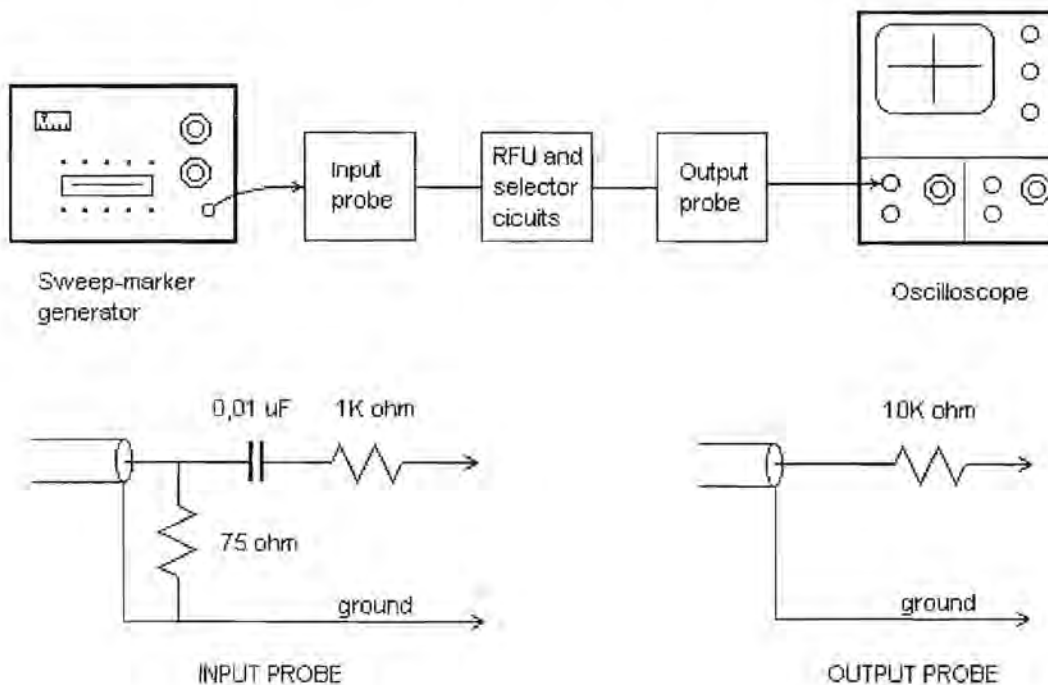 Input
probe
RFU and
selector
cicuits
Output
probe
Sweep-marker
generator
Oscilloscope
0,01 uF
1K ohm
75 ohm
ground
INPUT PROBE
10K ohm
ground
OUTPUT PROBE